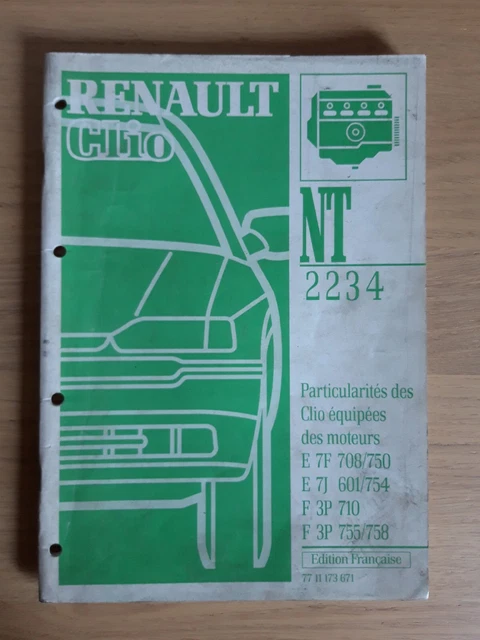 RENAULT
Clio
NT
2234
Particularités des
Clio équipées
des moteurs
E 7F 708/750
E 7J 601/754
F 3P 710
F 3P 755/758
Edition Française
77 11 173 671